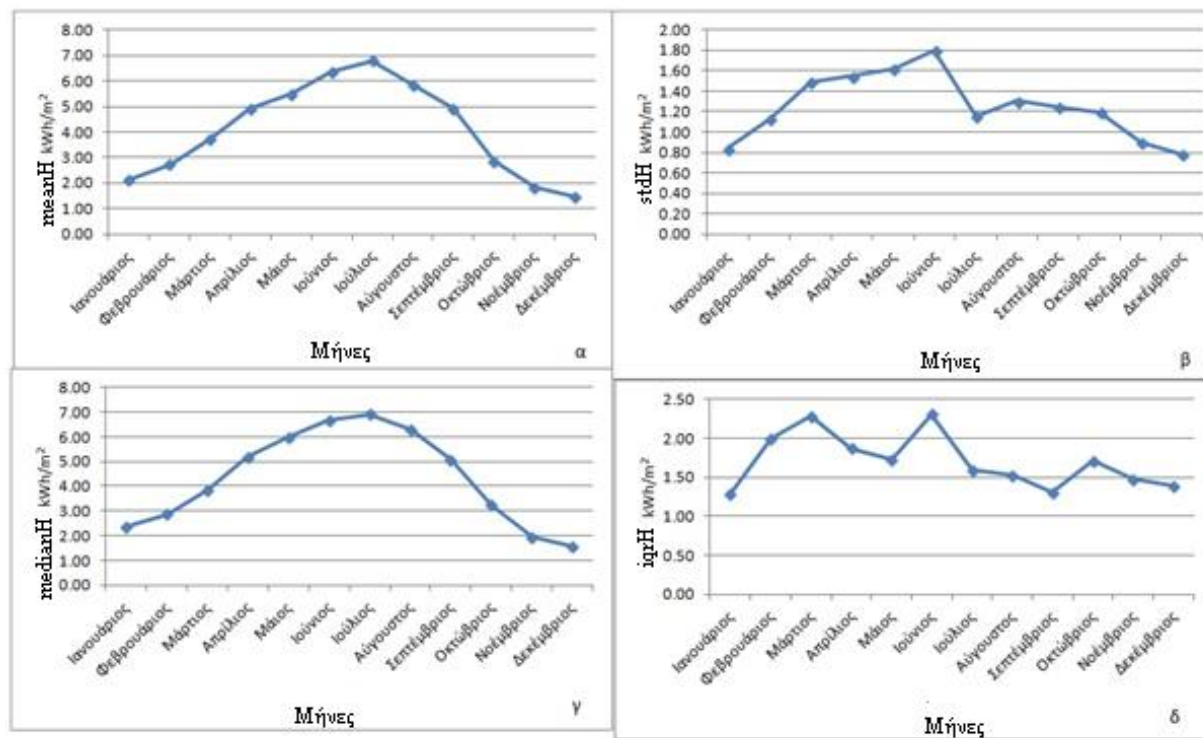 8.00
7.00
6.00
5.00
4.00
3.00
2.00
1.00
0.00
meanH kWh/m²
Ιανουάριος
Φεβρουάριος
Μάρτιος
Απρίλιος
Μάιος
Ιούνιος
Ιούλιος
Αύγουστος
Σεπτέμβριος
Οκτώβριος
Νοέμβριος
Δεκέμβριος
Μήνες
α
2.00
1.80
1.60
1.40
1.20
1.00
0.80
0.60
0.40
0.20
0.00
stdH kWh/m²
Ιανουάριος
Φεβρουάριος
Μάρτιος
Απρίλιος
Μάιος
Ιούνιος
Ιούλιος
Αύγουστος
Σεπτέμβριος
Οκτώβριος
Νοέμβριος
Δεκέμβριος
Μήνες
β
8.00
7.00
6.00
5.00
4.00
3.00
2.00
1.00
0.00
medianH kWh/m²
Ιανουάριος
Φεβρουάριος
Μάρτιος
Απρίλιος
Μάιος
Ιούνιος
Ιούλιος
Αύγουστος
Σεπτέμβριος
Οκτώβριος
Νοέμβριος
Δεκέμβριος
Μήνες
γ
2.50
2.00
1.50
1.00
0.50
0.00
iqrH kWh/m²
Ιανουάριος
Φεβρουάριος
Μάρτιος
Απρίλιος
Μάιος
Ιούνιος
Ιούλιος
Αύγουστος
Σεπτέμβριος
Οκτώβριος
Νοέμβριος
Δεκέμβριος
Μήνες
δ